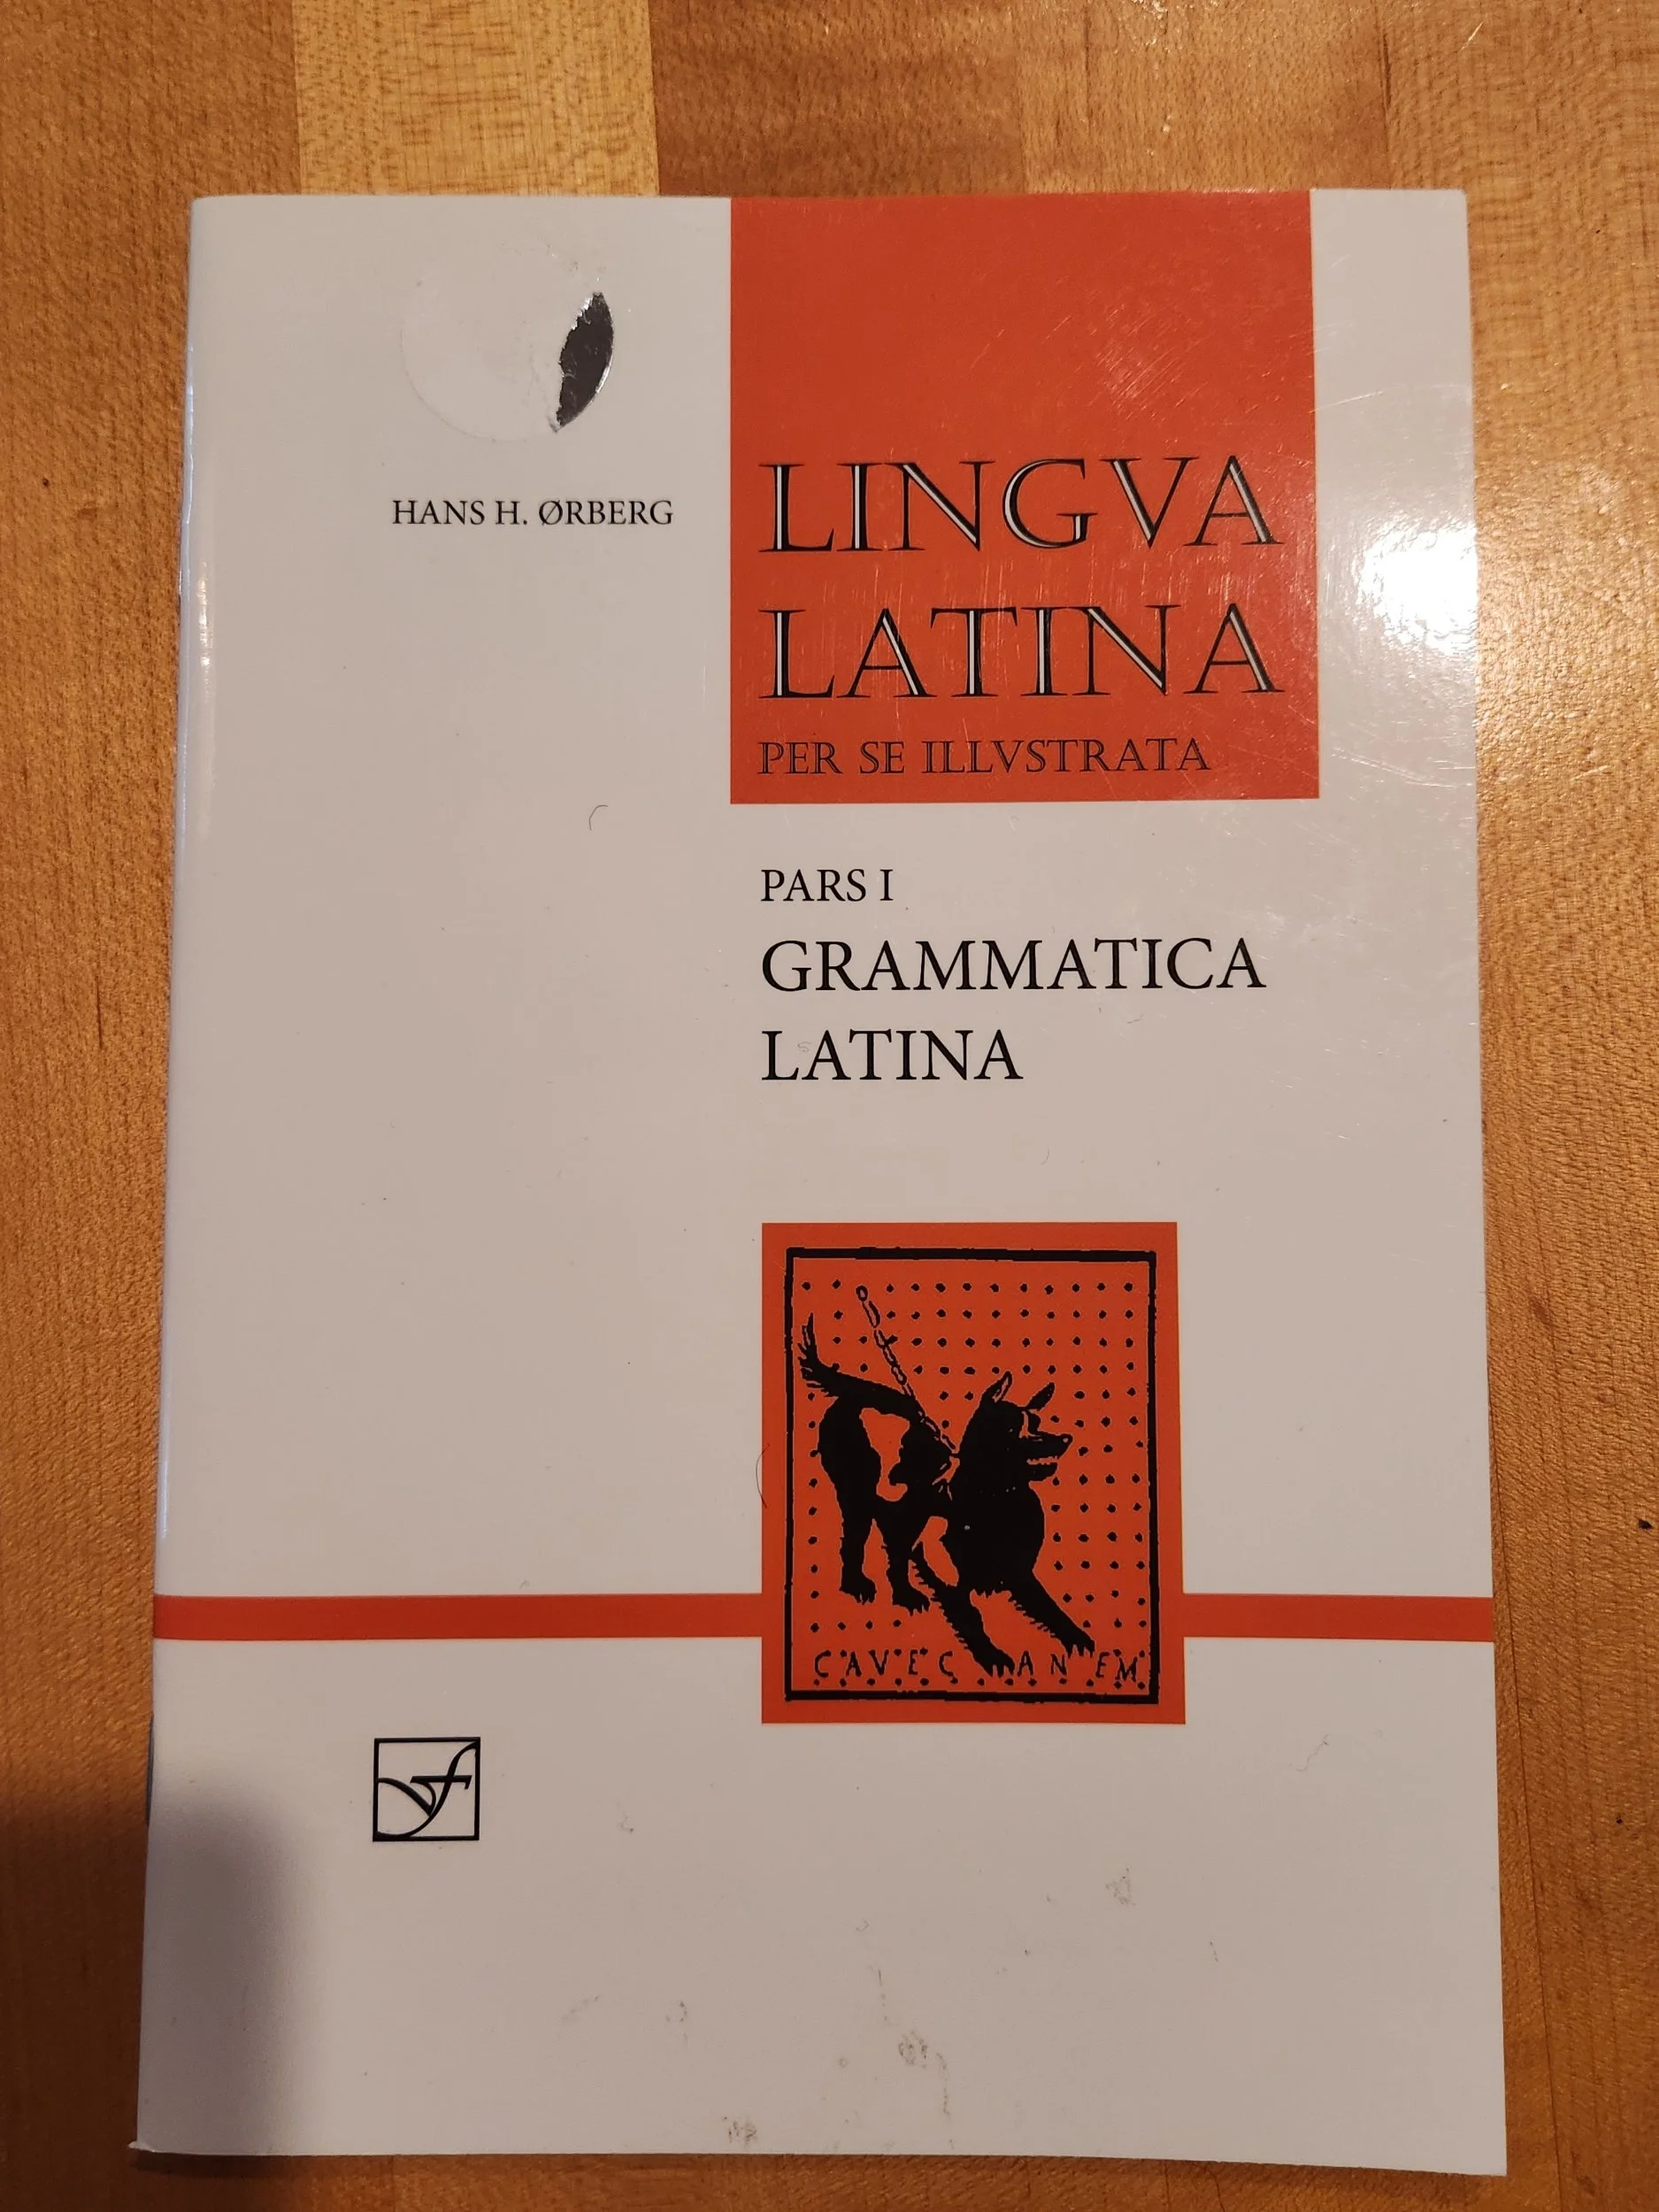 HANS H. ØRBERG
LINGVA
LATINA
PER SE ILLVSTRATA
PARS I
GRAMMATICA
LATINA
CAVE CANEM